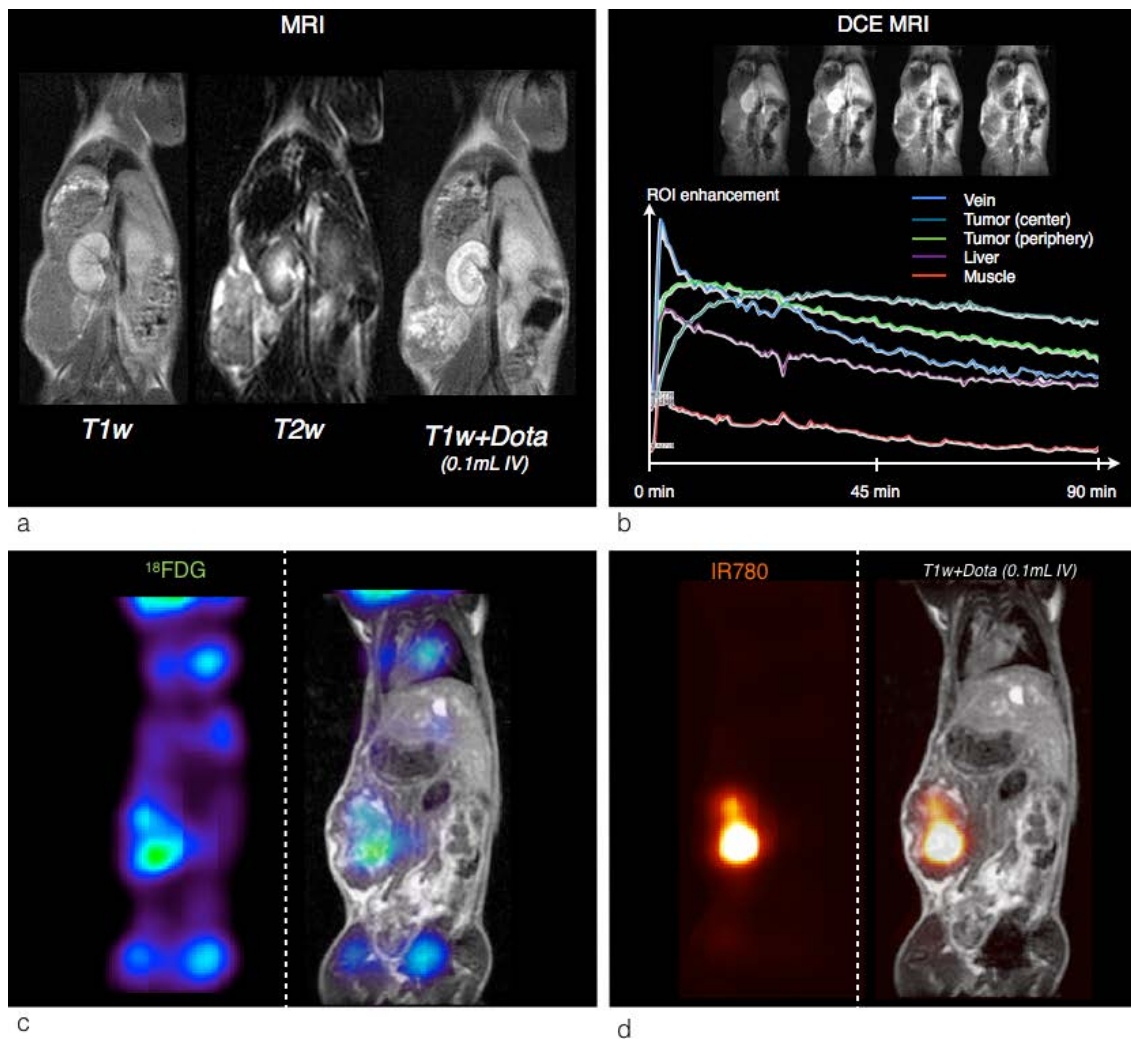 MRI
T1w
T2w
T1w+Dota
(0.1mL IV)
a
DCE MRI
ROI enhancement
Vein
Tumor (center)
Tumor (periphery)
Liver
Muscle
0 min
45 min
90 min
b
¹⁸FDG
c
IR780
T1w+Dota (0.1mL IV)
d